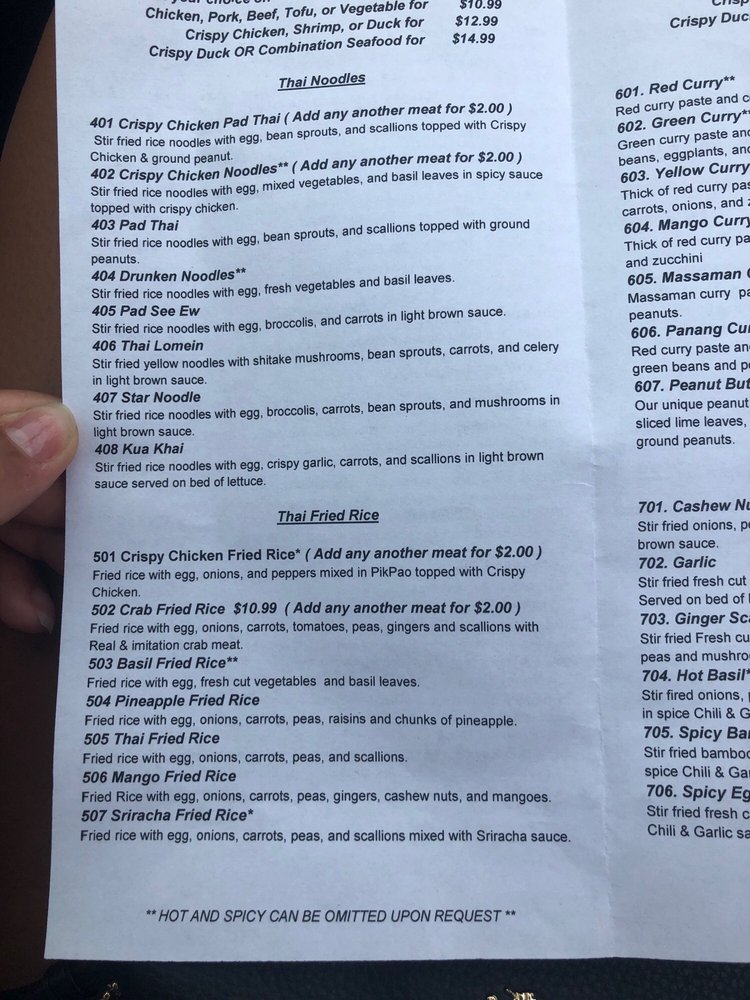 Chicken, Pork, Beef, Tofu, or Vegetable for $10.99
Crispy Chicken, Shrimp, or Duck for $12.99
Crispy Duck OR Combination Seafood for $14.99
Thai Noodles
401 Crispy Chicken Pad Thai ( Add any another meat for $2.00 )
Stir fried rice noodles with egg, bean sprouts, and scallions topped with Crispy
Chicken & ground peanut.
402 Crispy Chicken Noodles** ( Add any another meat for $2.00 )
Stir fried rice noodles with egg, mixed vegetables, and basil leaves in spicy sauce
topped with crispy chicken.
403 Pad Thai
Stir fried rice noodles with egg, bean sprouts, and scallions topped with ground
peanuts.
404 Drunken Noodles**
Stir fried rice noodles with egg, fresh vegetables and basil leaves.
405 Pad See Ew
Stir fried rice noodles with egg, broccolis, and carrots in light brown sauce.
406 Thai Lomein
Stir fried yellow noodles with shitake mushrooms, bean sprouts, carrots, and celery
in light brown sauce.
407 Star Noodle
Stir fried rice noodles with egg, broccolis, carrots, bean sprouts, and mushrooms in
light brown sauce.
408 Kua Khai
Stir fried rice noodles with egg, crispy garlic, carrots, and scallions in light brown
sauce served on bed of lettuce.
Thai Fried Rice
501 Crispy Chicken Fried Rice* ( Add any another meat for $2.00 )
Fried rice with egg, onions, and peppers mixed in PikPao topped with Crispy
Chicken.
502 Crab Fried Rice $10.99 ( Add any another meat for $2.00 )
Fried rice with egg, onions, carrots, tomatoes, peas, gingers and scallions with
Real & imitation crab meat.
503 Basil Fried Rice**
Fried rice with egg, fresh cut vegetables and basil leaves.
504 Pineapple Fried Rice
Fried rice with egg, onions, carrots, peas, raisins and chunks of pineapple.
505 Thai Fried Rice
Fried rice with egg, onions, carrots, peas, and scallions.
506 Mango Fried Rice
Fried Rice with egg, onions, carrots, peas, gingers, cashew nuts, and mangoes.
507 Sriracha Fried Rice*
Fried rice with egg, onions, carrots, peas, and scallions mixed with Sriracha sauce.
** HOT AND SPICY CAN BE OMITTED UPON REQUEST **
Crispy Duc
601. Red Curry**
Red curry paste and c
602. Green Curry**
Green curry paste and
beans, eggplants, and
603. Yellow Curry
Thick of red curry pas
carrots, onions, and
604. Mango Curry
Thick of red curry pa
and zucchini
605. Massaman
Massaman curry pa
peanuts.
606. Panang Cur
Red curry paste an
green beans and p
607. Peanut But
Our unique peanut
sliced lime leaves,
ground peanuts.
701. Cashew Nu
Stir fried onions, p
brown sauce.
702. Garlic
Stir fried fresh cut
Served on bed of
703. Ginger Sc
Stir fried Fresh cu
peas and mushro
704. Hot Basil*
Stir fired onions,
in spice Chili & G
705. Spicy Ba
Stir fried bamboo
spice Chili & Ga
706. Spicy Eg
Stir fried fresh c
Chili & Garlic sa